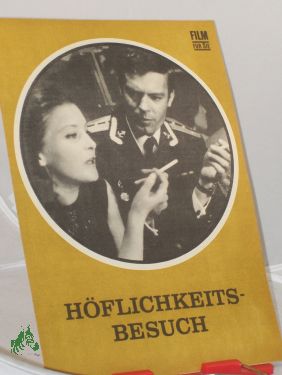 FILM
FÜR SIE
HÖFLICHKEITS-
BESUCH